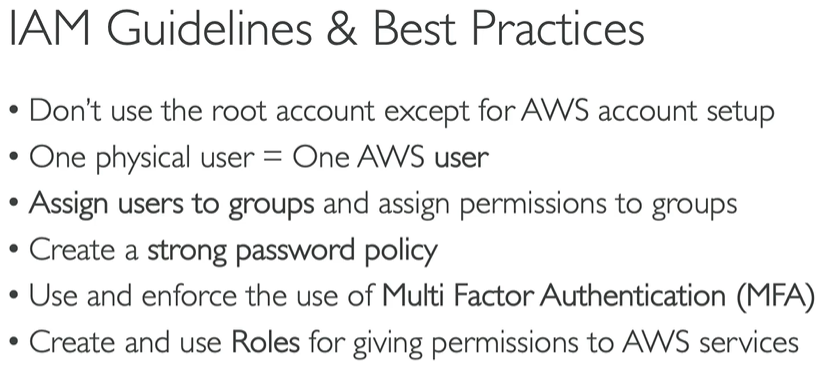 IAM Guidelines & Best Practices
• Don't use the root account except for AWS account setup
• One physical user = One AWS user
• Assign users to groups and assign permissions to groups
• Create a strong password policy
• Use and enforce the use of Multi Factor Authentication (MFA)
• Create and use Roles for giving permissions to AWS services